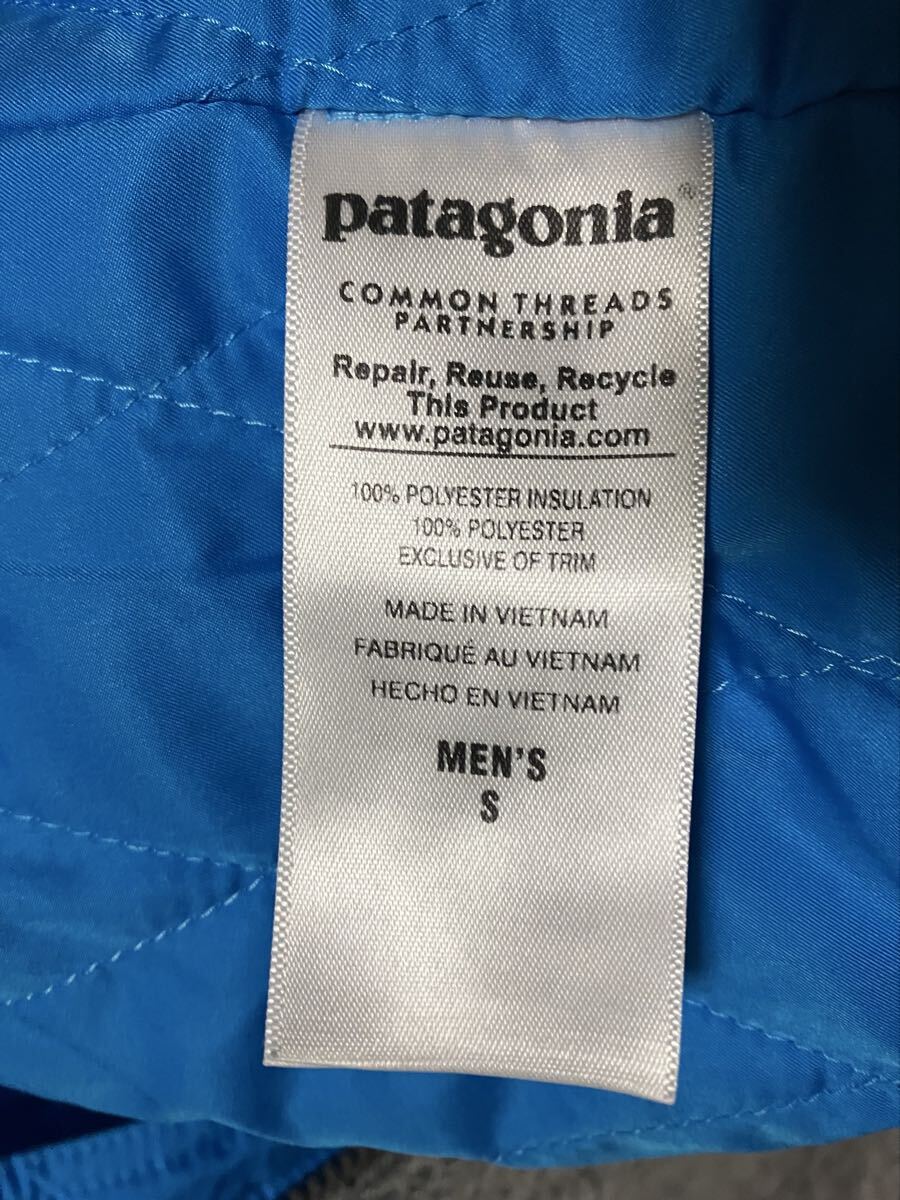 patagonia®
COMMON THREADS
PARTNERSHIP
Repair, Reuse, Recycle
This Product
www.patagonia.com
100% POLYESTER INSULATION
100% POLYESTER
EXCLUSIVE OF TRIM
MADE IN VIETNAM
FABRIQUÉ AU VIETNAM
HECHO EN VIETNAM
MEN'S
S